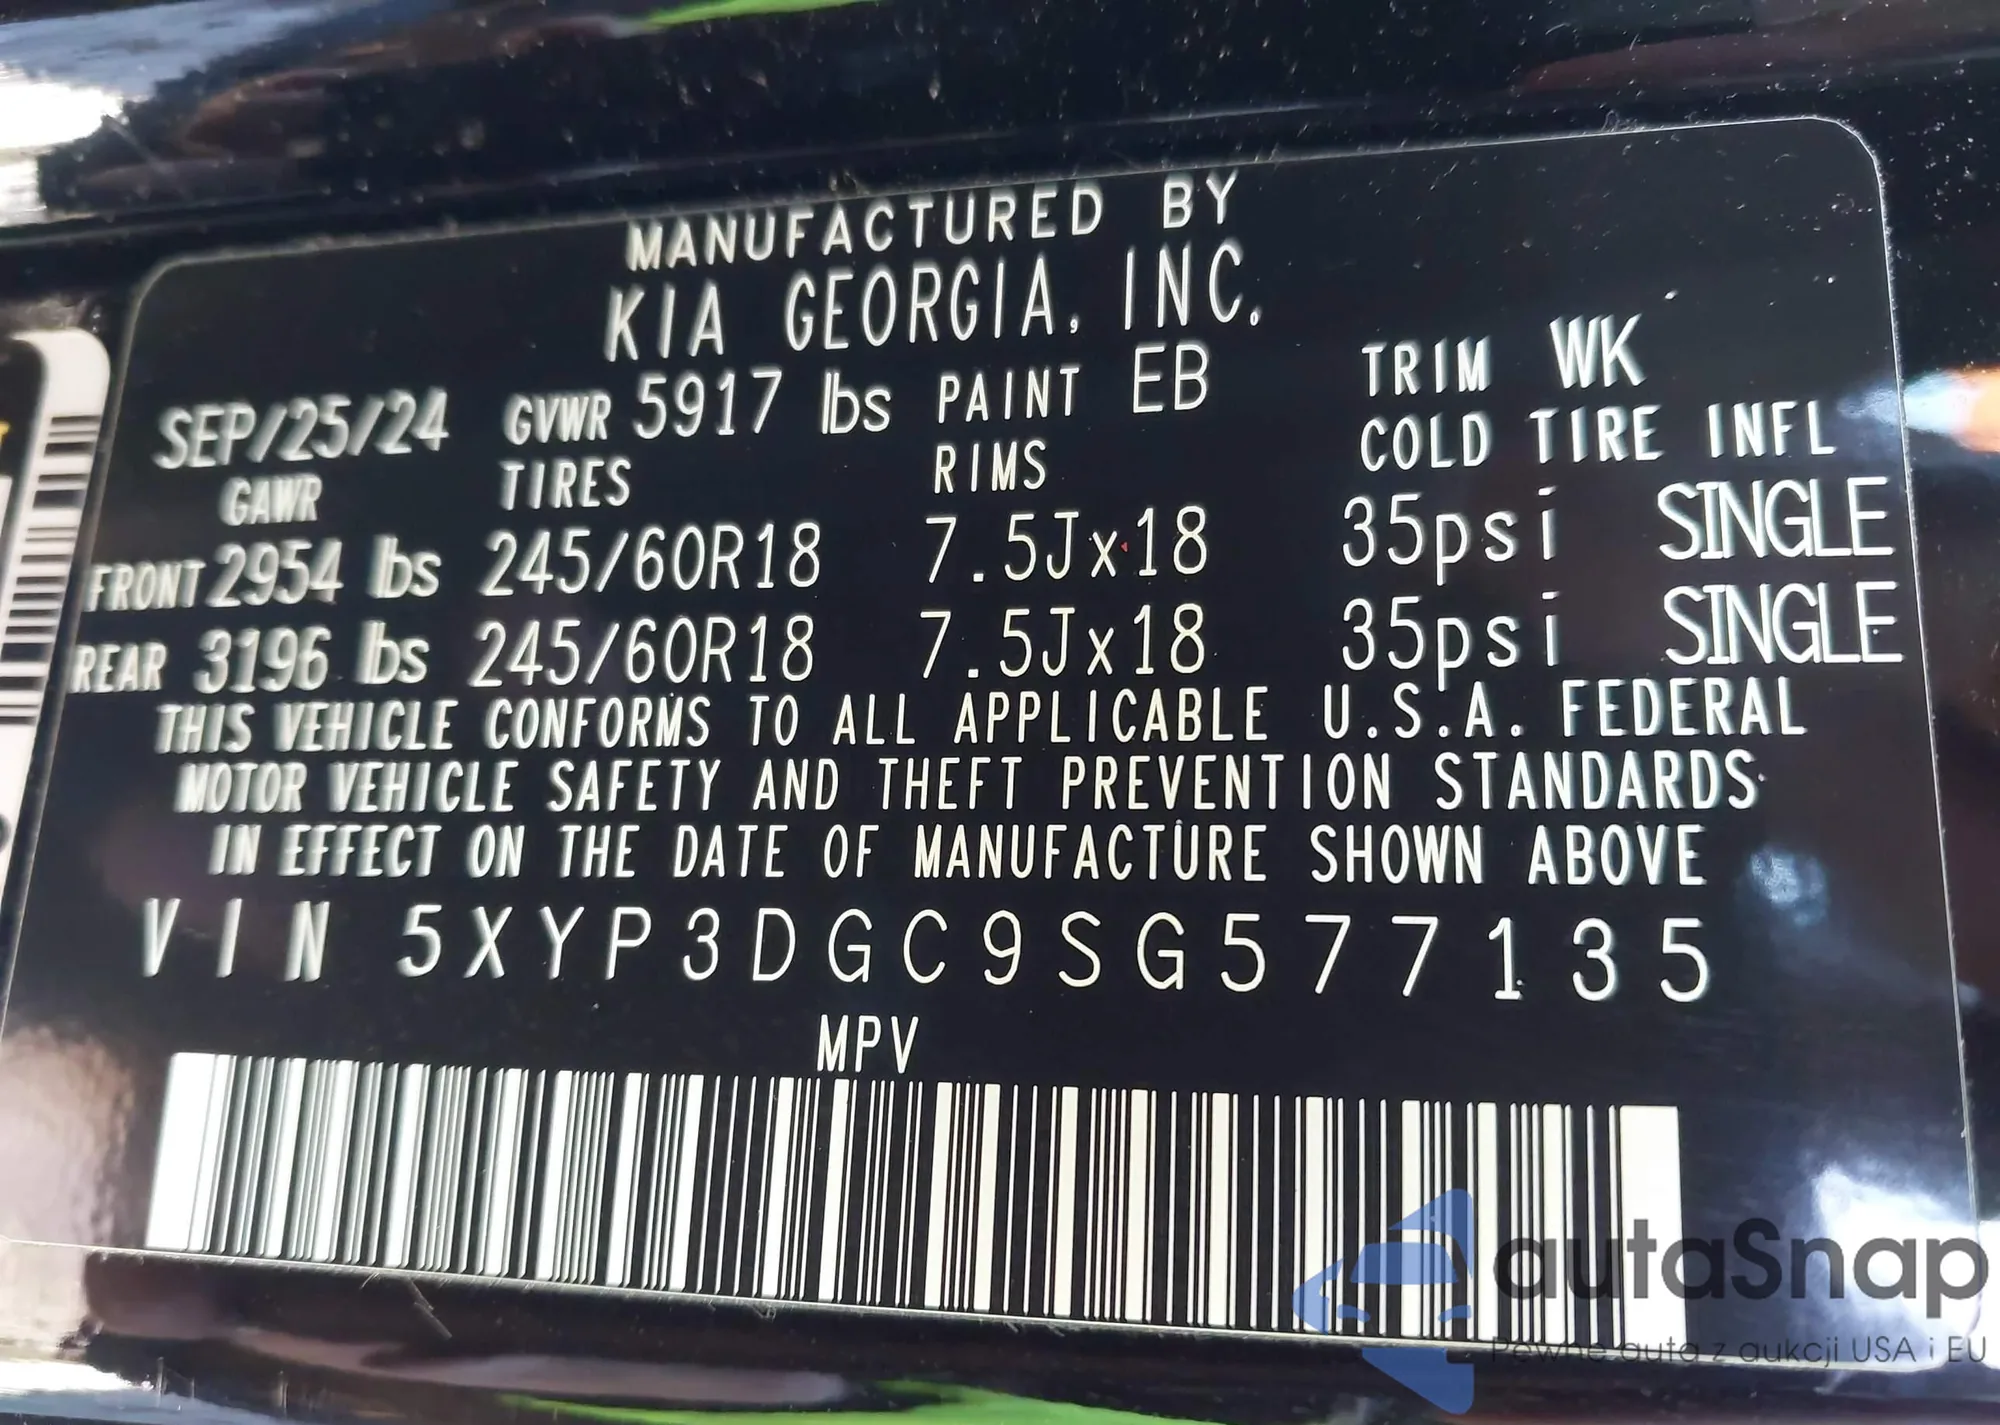 MANUFACTURED BY
KIA GEORGIA, INC.
SEP/25/24 GVWR 5917 lbs PAINT EB TRIM WK
GAWR TIRES RIMS COLD TIRE INFL
FRONT 2954 lbs 245/60R18 7.5Jx18 35psi SINGLE
REAR 3196 lbs 245/60R18 7.5Jx18 35psi SINGLE
THIS VEHICLE CONFORMS TO ALL APPLICABLE U.S.A. FEDERAL
MOTOR VEHICLE SAFETY AND THEFT PREVENTION STANDARDS
IN EFFECT ON THE DATE OF MANUFACTURE SHOWN ABOVE
VIN 5XYP3DGC9SG577135
MPV
autaSnap
Pewne auta z aukcji USA i EU